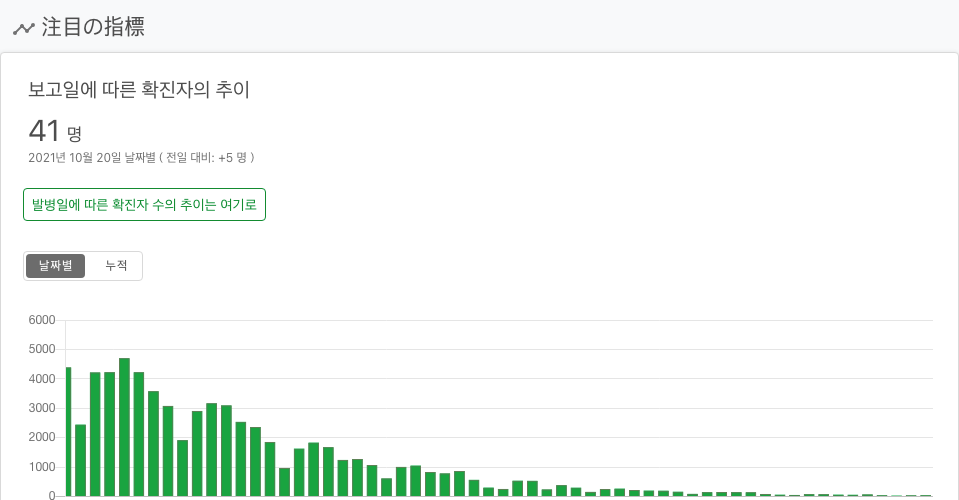 注目の指標
보고일에 따른 확진자의 추이
41 명
2021년 10월 20일 날짜별 ( 전일 대비: +5 명 )
발병일에 따른 확진자 수의 추이는 여기로
날짜별 누적
6000
5000
4000
3000
2000
1000
0